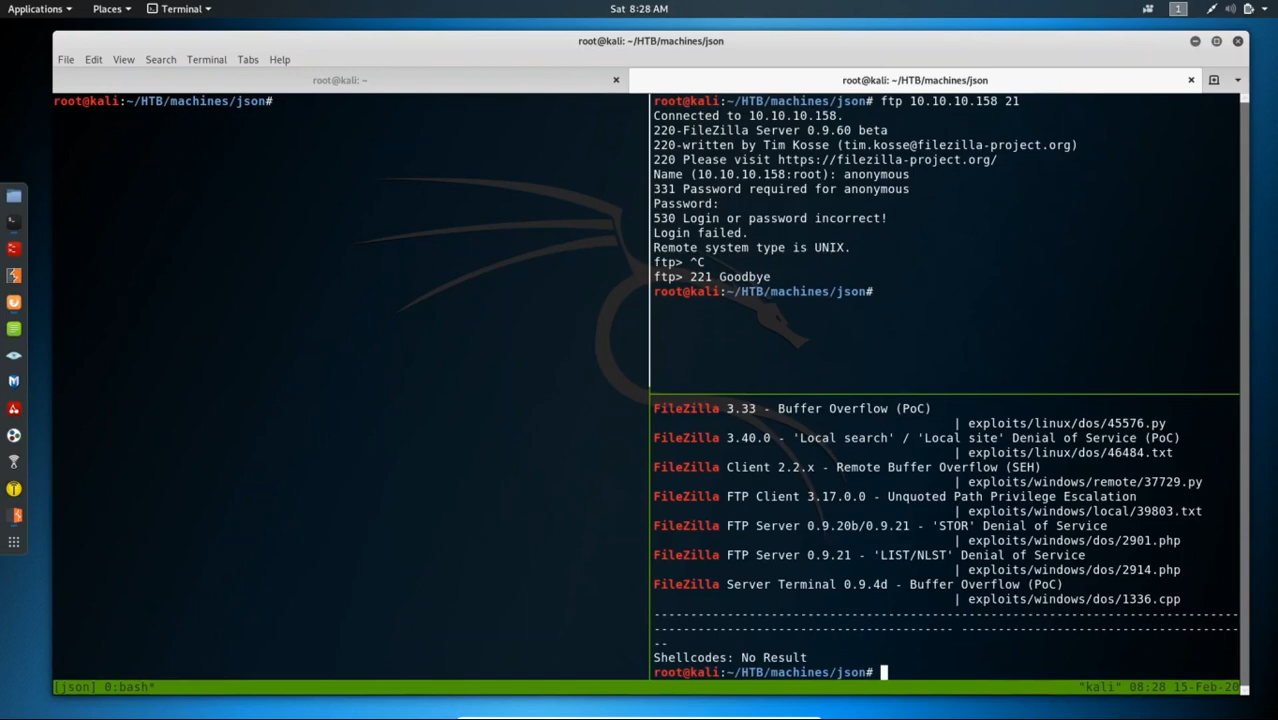 Applications
Places
Terminal
Sat 8:28 AM
1
root@kali: ~/HTB/machines/json
File Edit View Search Terminal Tabs Help
root@kali: ~
root@kali: ~/HTB/machines/json
root@kali:~/HTB/machines/json#
root@kali:~/HTB/machines/json# ftp 10.10.10.158 21
Connected to 10.10.10.158.
220-FileZilla Server 0.9.60 beta
220-written by Tim Kosse (tim.kosse@filezilla-project.org)
220 Please visit https://filezilla-project.org/
Name (10.10.10.158:root): anonymous
331 Password required for anonymous
Password:
530 Login or password incorrect!
Login failed.
Remote system type is UNIX.
ftp> ^C
ftp> 221 Goodbye
root@kali:~/HTB/machines/json#
FileZilla 3.33 - Buffer Overflow (PoC)
| exploits/linux/dos/45576.py
FileZilla 3.40.0 - 'Local search' / 'Local site' Denial of Service (PoC)
| exploits/linux/dos/46484.txt
FileZilla Client 2.2.x - Remote Buffer Overflow (SEH)
| exploits/windows/remote/37729.py
FileZilla FTP Client 3.17.0.0 - Unquoted Path Privilege Escalation
| exploits/windows/local/39803.txt
FileZilla FTP Server 0.9.20b/0.9.21 - 'STOR' Denial of Service
| exploits/windows/dos/2901.php
FileZilla FTP Server 0.9.21 - 'LIST/NLST' Denial of Service
| exploits/windows/dos/2914.php
FileZilla Server Terminal 0.9.4d - Buffer Overflow (PoC)
| exploits/windows/dos/1336.cpp
--------------------------------------------------------------------------------
----------------------------------------- --------------------------------------
--
Shellcodes: No Result
root@kali:~/HTB/machines/json#
[json] 0:bash*
"kali" 08:28 15-Feb-20